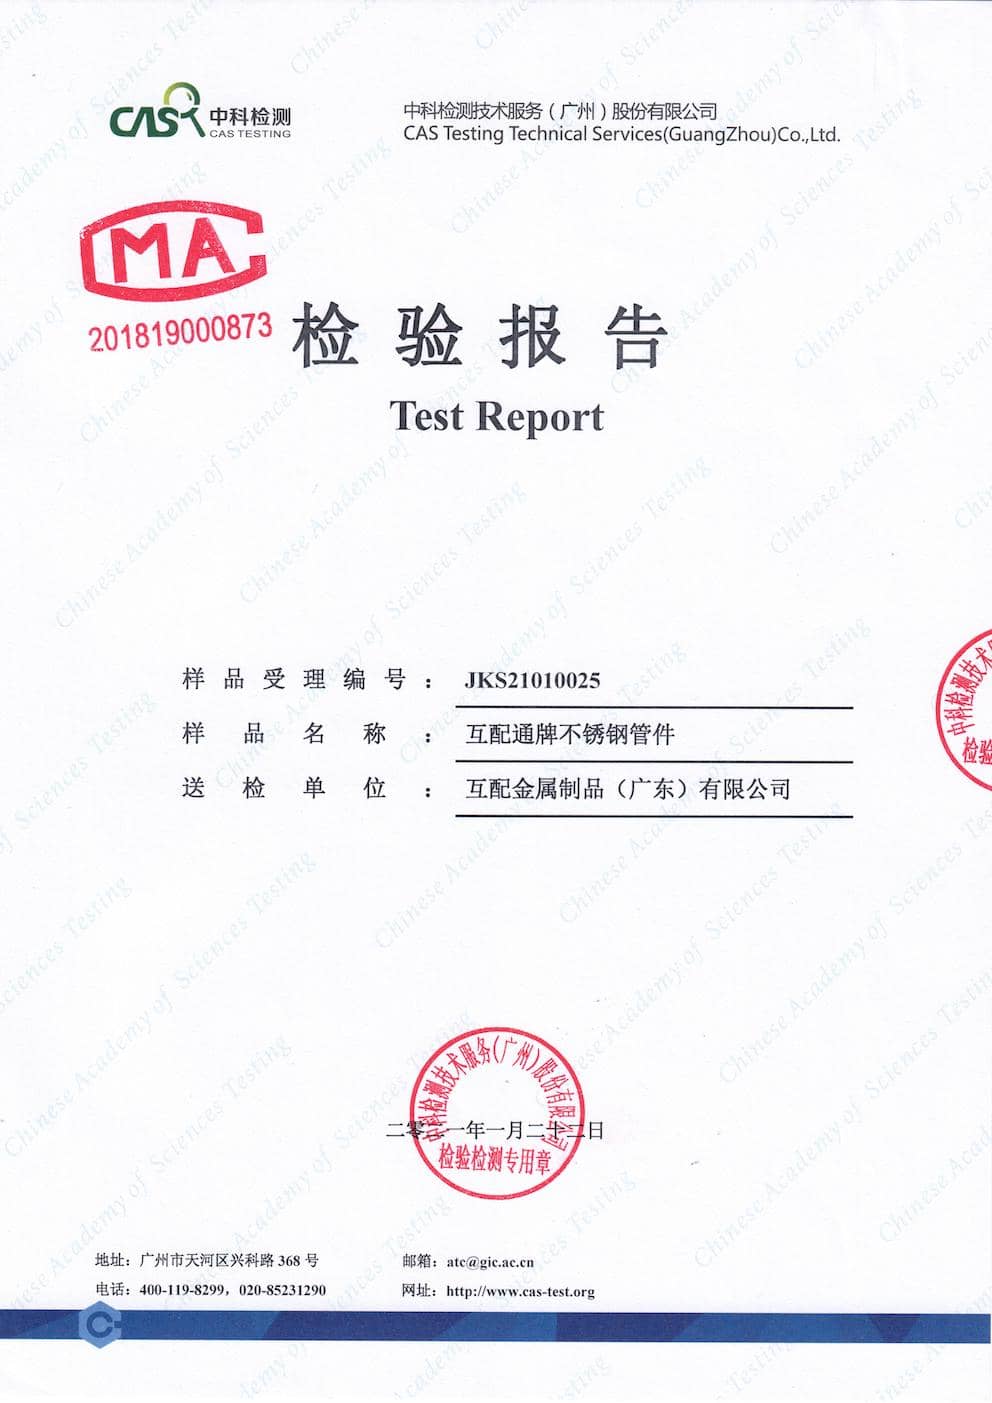 CAS 中科检测
CAS TESTING
中科检测技术服务（广州）股份有限公司
CAS Testing Technical Services(GuangZhou)Co.,Ltd.
MA
201819000873
检验报告
Test Report
样品受理编号： JKS21010025
样品名称： 互配通牌不锈钢管件
送检单位： 互配金属制品（广东）有限公司
中科检测技术
检验
中科检测技术服务(广州)股份有限公司
二零二一年一月二十二日
检验检测专用章
地址：广州市天河区兴科路 368 号
邮箱：atc@gic.ac.cn
电话：400-119-8299，020-85231290
网址：http://www.cas-test.org
Chinese Academy of Sciences Testing